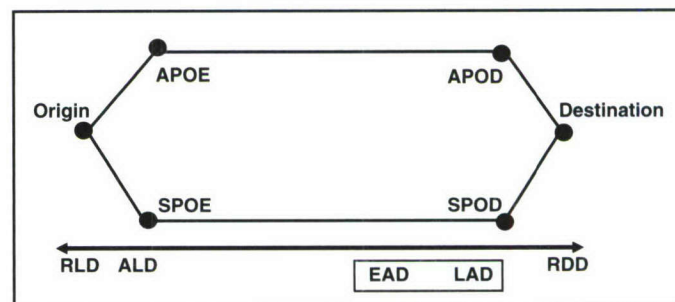 APOE APOD
Origin Destination
SPOE SPOD
RLD ALD EAD LAD RDD